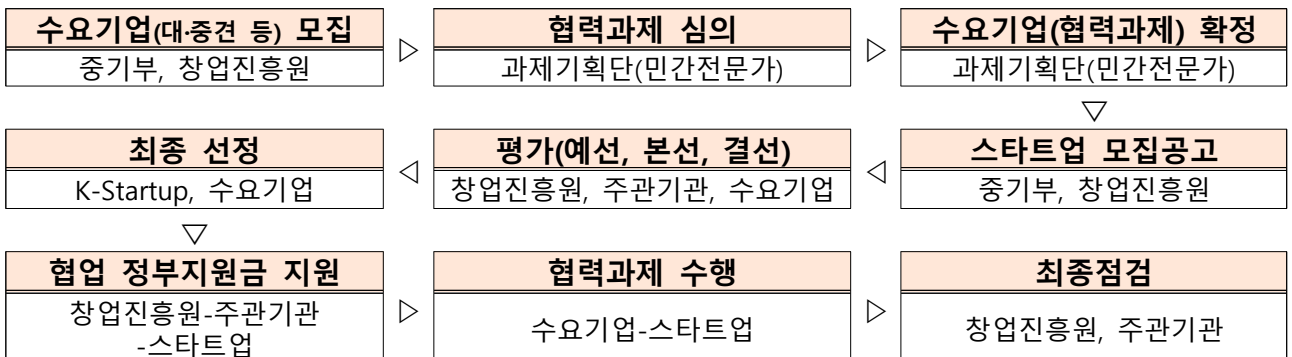 수요기업(대·중견 등) 모집
중기부, 창업진흥원
▷
협력과제 심의
과제기획단(민간전문가)
▷
수요기업(협력과제) 확정
과제기획단(민간전문가)
▽
스타트업 모집공고
중기부, 창업진흥원
◁
평가(예선, 본선, 결선)
창업진흥원, 주관기관, 수요기업
◁
최종 선정
K-Startup, 수요기업
▽
협업 정부지원금 지원
창업진흥원-주관기관
-스타트업
▷
협력과제 수행
수요기업-스타트업
▷
최종점검
창업진흥원, 주관기관